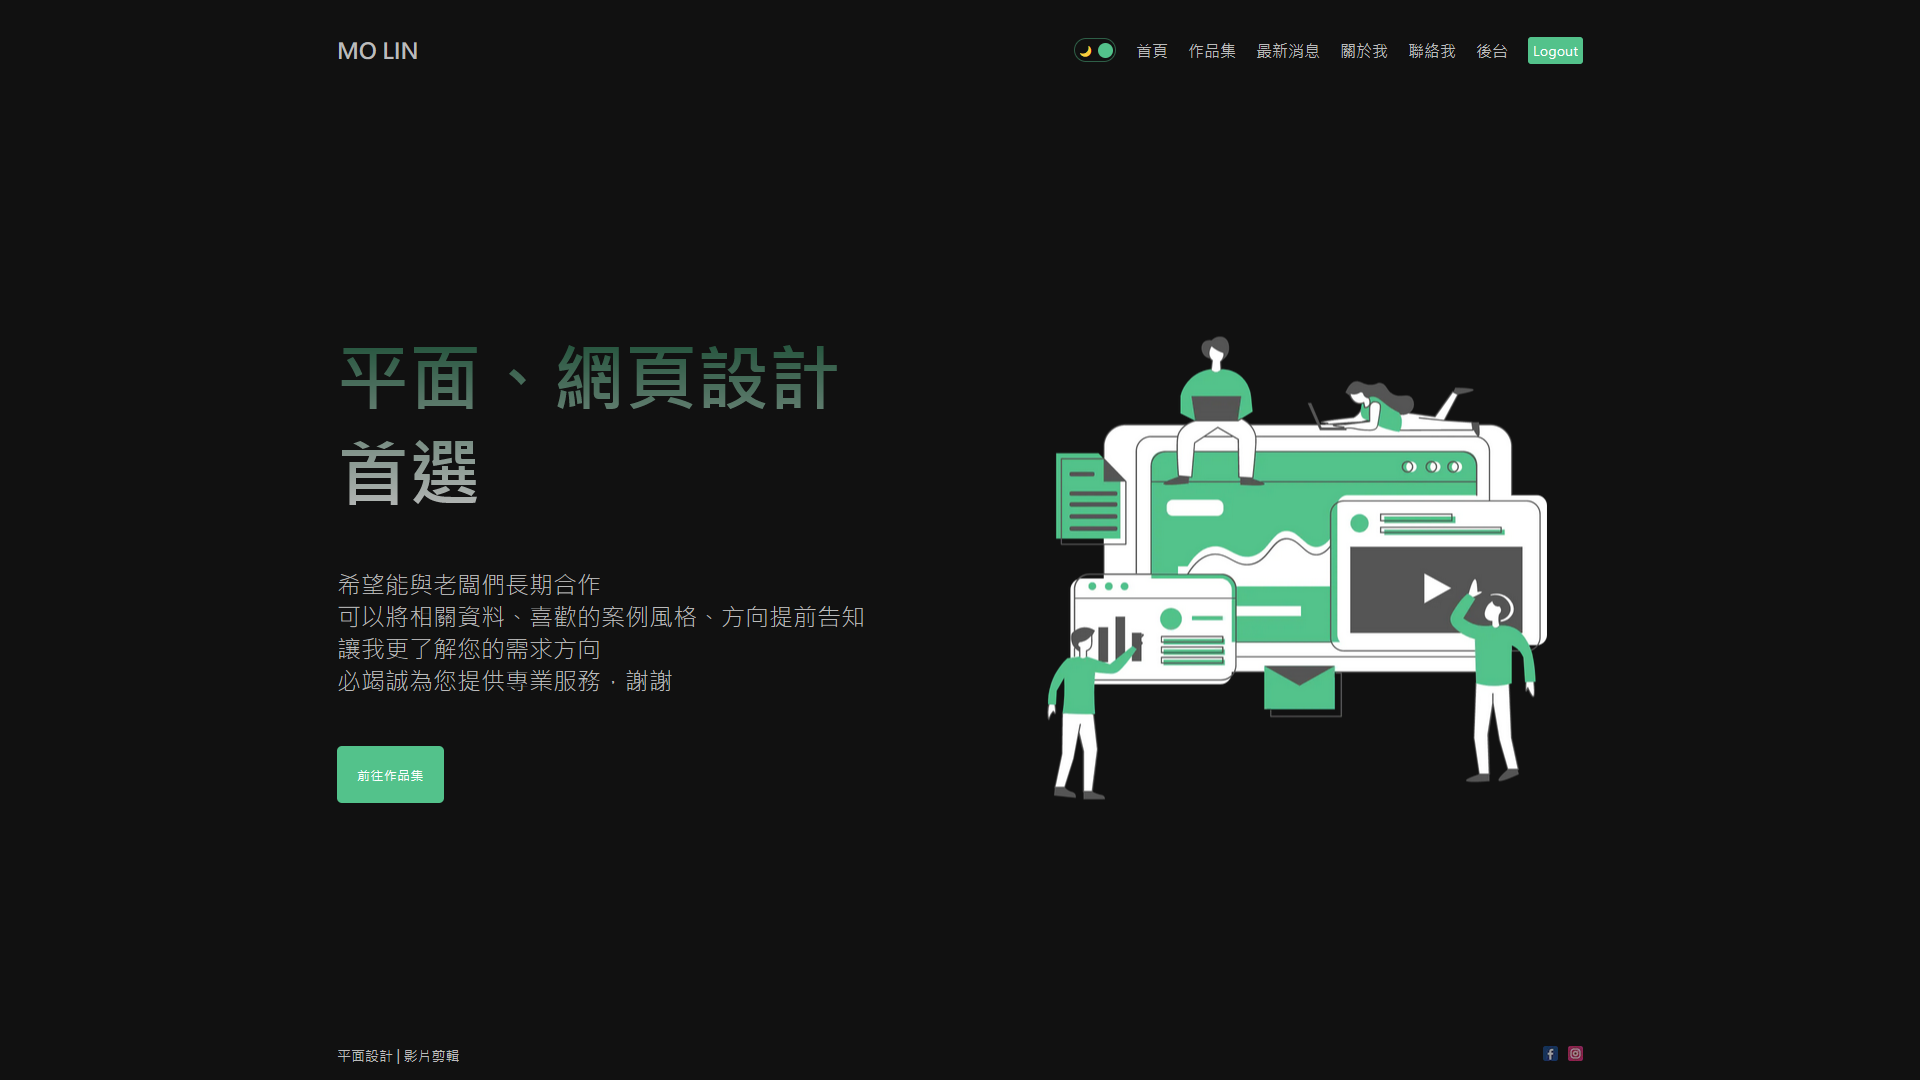 MO LIN
首頁 作品集 最新消息 關於我 聯絡我 後台 Logout
平面、網頁設計
首選
希望能與老闆們長期合作
可以將相關資料、喜歡的案例風格、方向提前告知
讓我更了解您的需求方向
必竭誠為您提供專業服務，謝謝
前往作品集
平面設計 | 影片剪輯